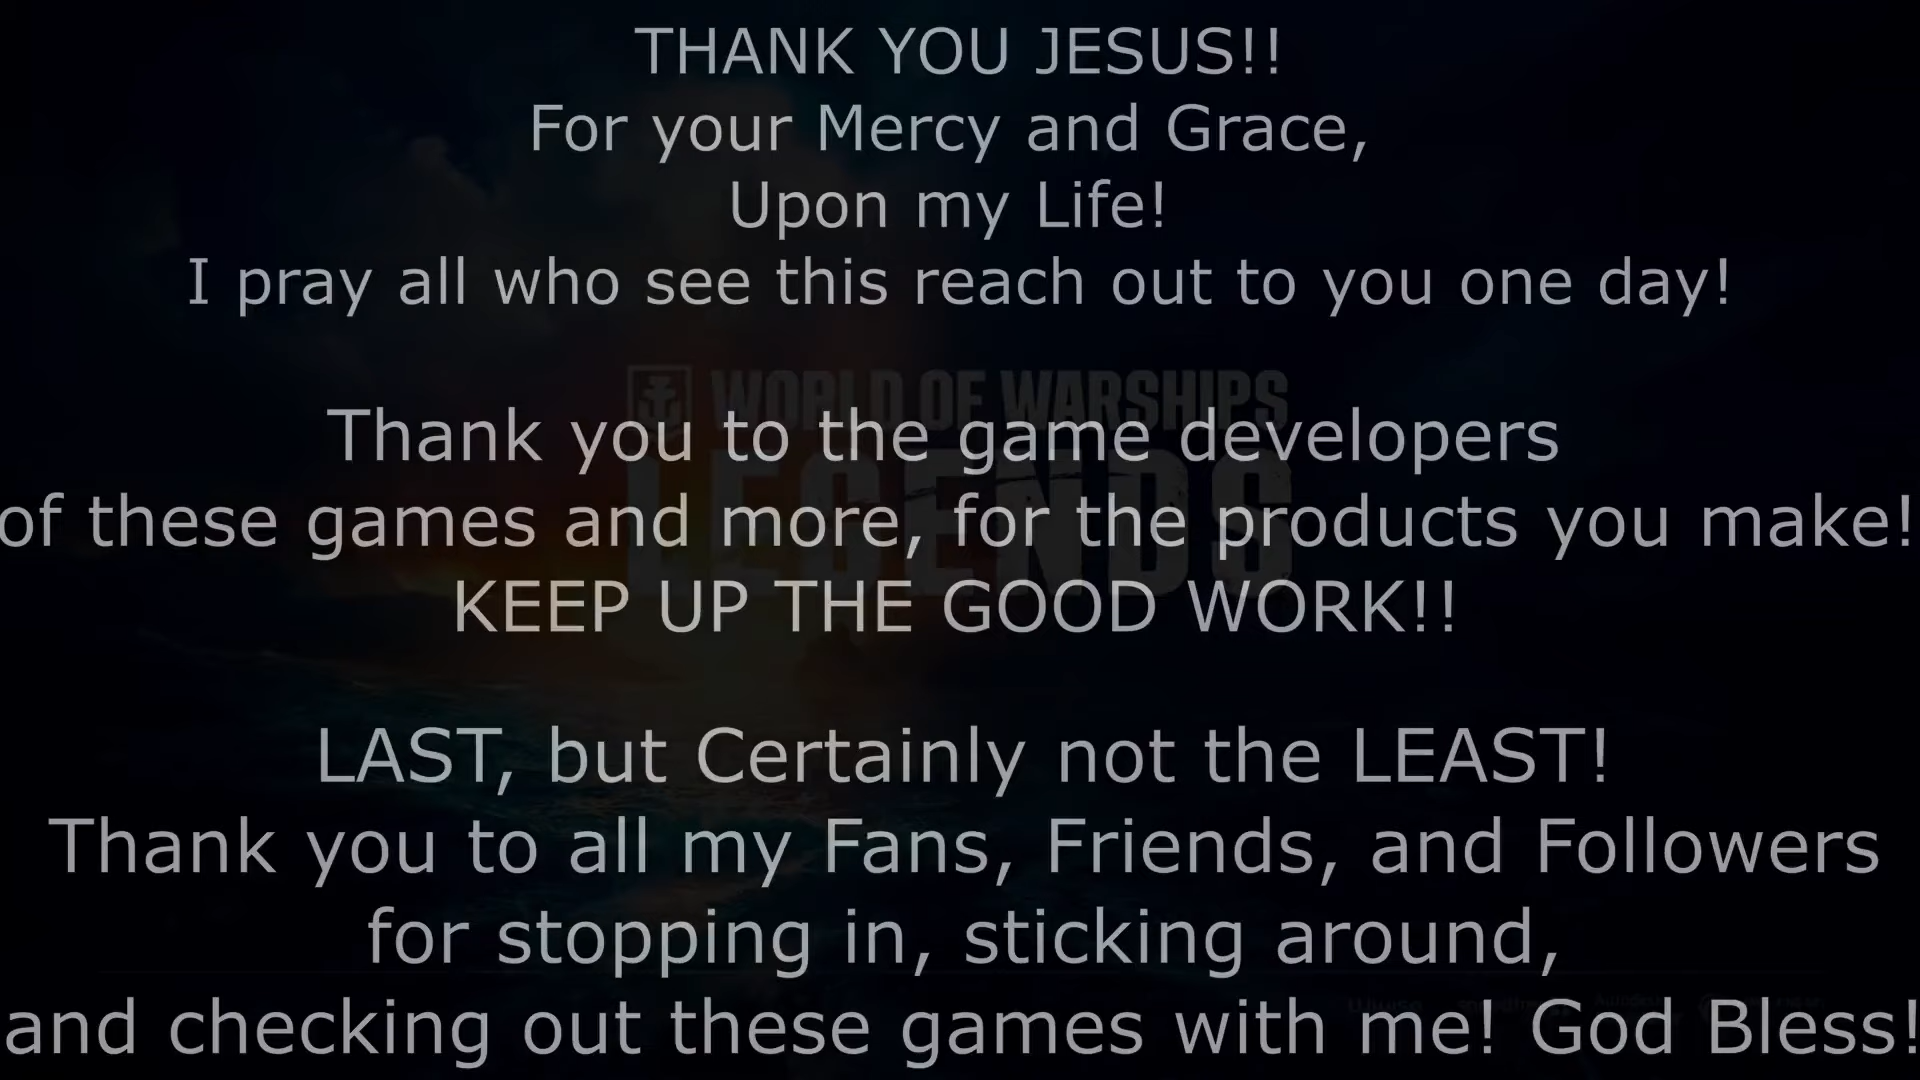 THANK YOU JESUS!!
For your Mercy and Grace,
Upon my Life!
I pray all who see this reach out to you one day!
WORLD OF WARSHIPS
Thank you to the game developers
LEGENDS
of these games and more, for the products you make!
KEEP UP THE GOOD WORK!!
LAST, but Certainly not the LEAST!
Thank you to all my Fans, Friends, and Followers
for stopping in, sticking around,
and checking out these games with me! God Bless!